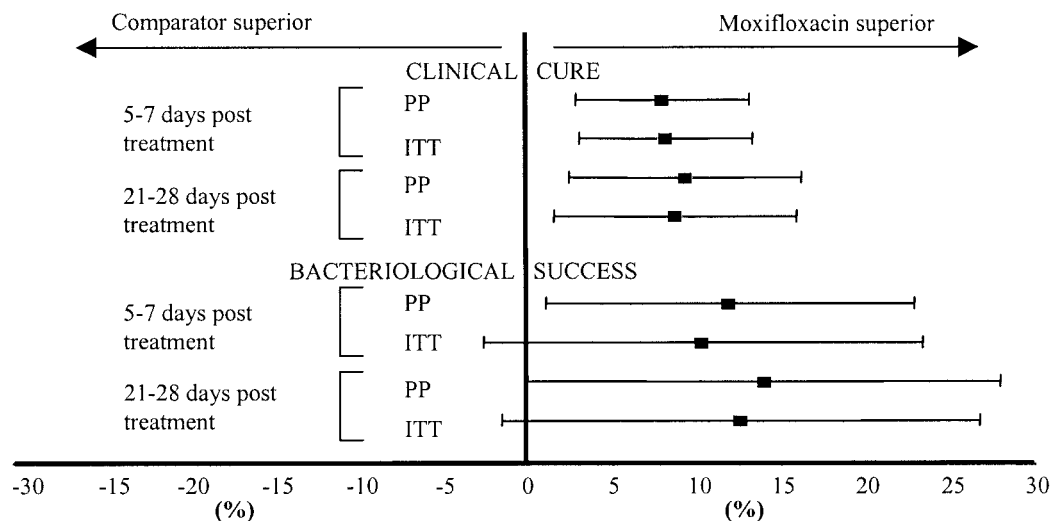 Comparator superior Moxifloxacin superior
CLINICAL CURE
5-7 days post
treatment
PP
ITT
21-28 days post
treatment
PP
ITT
BACTERIOLOGICAL SUCCESS
5-7 days post
treatment
PP
ITT
21-28 days post
treatment
PP
ITT
-30 -15 -20 -15 -10 -5 0 5 10 15 20 25 30
(%) (%)